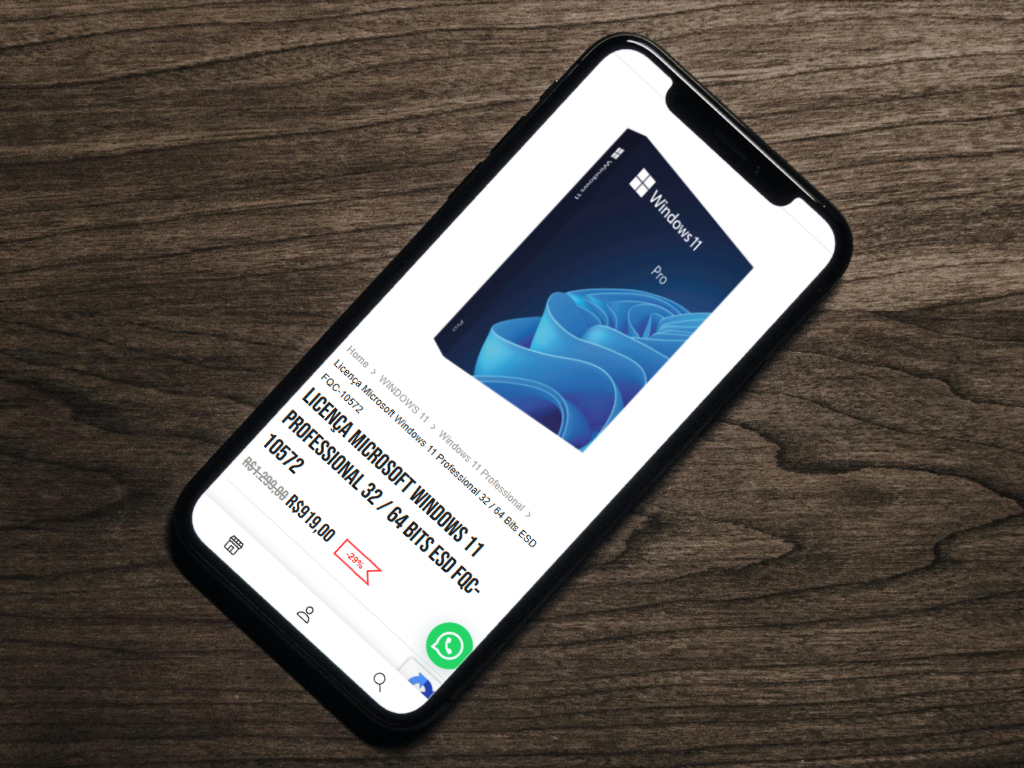 Windows 11
Windows 11
Pro
Pro
Home > WINDOWS 11 > Windows 11 Professional >
Licença Microsoft Windows 11 Professional 32 / 64 Bits ESD
FQC-10572
LICENÇA MICROSOFT WINDOWS 11
PROFESSIONAL 32 / 64 BITS ESD FQC-
10572
R$1.299,00 R$919,00 -29%